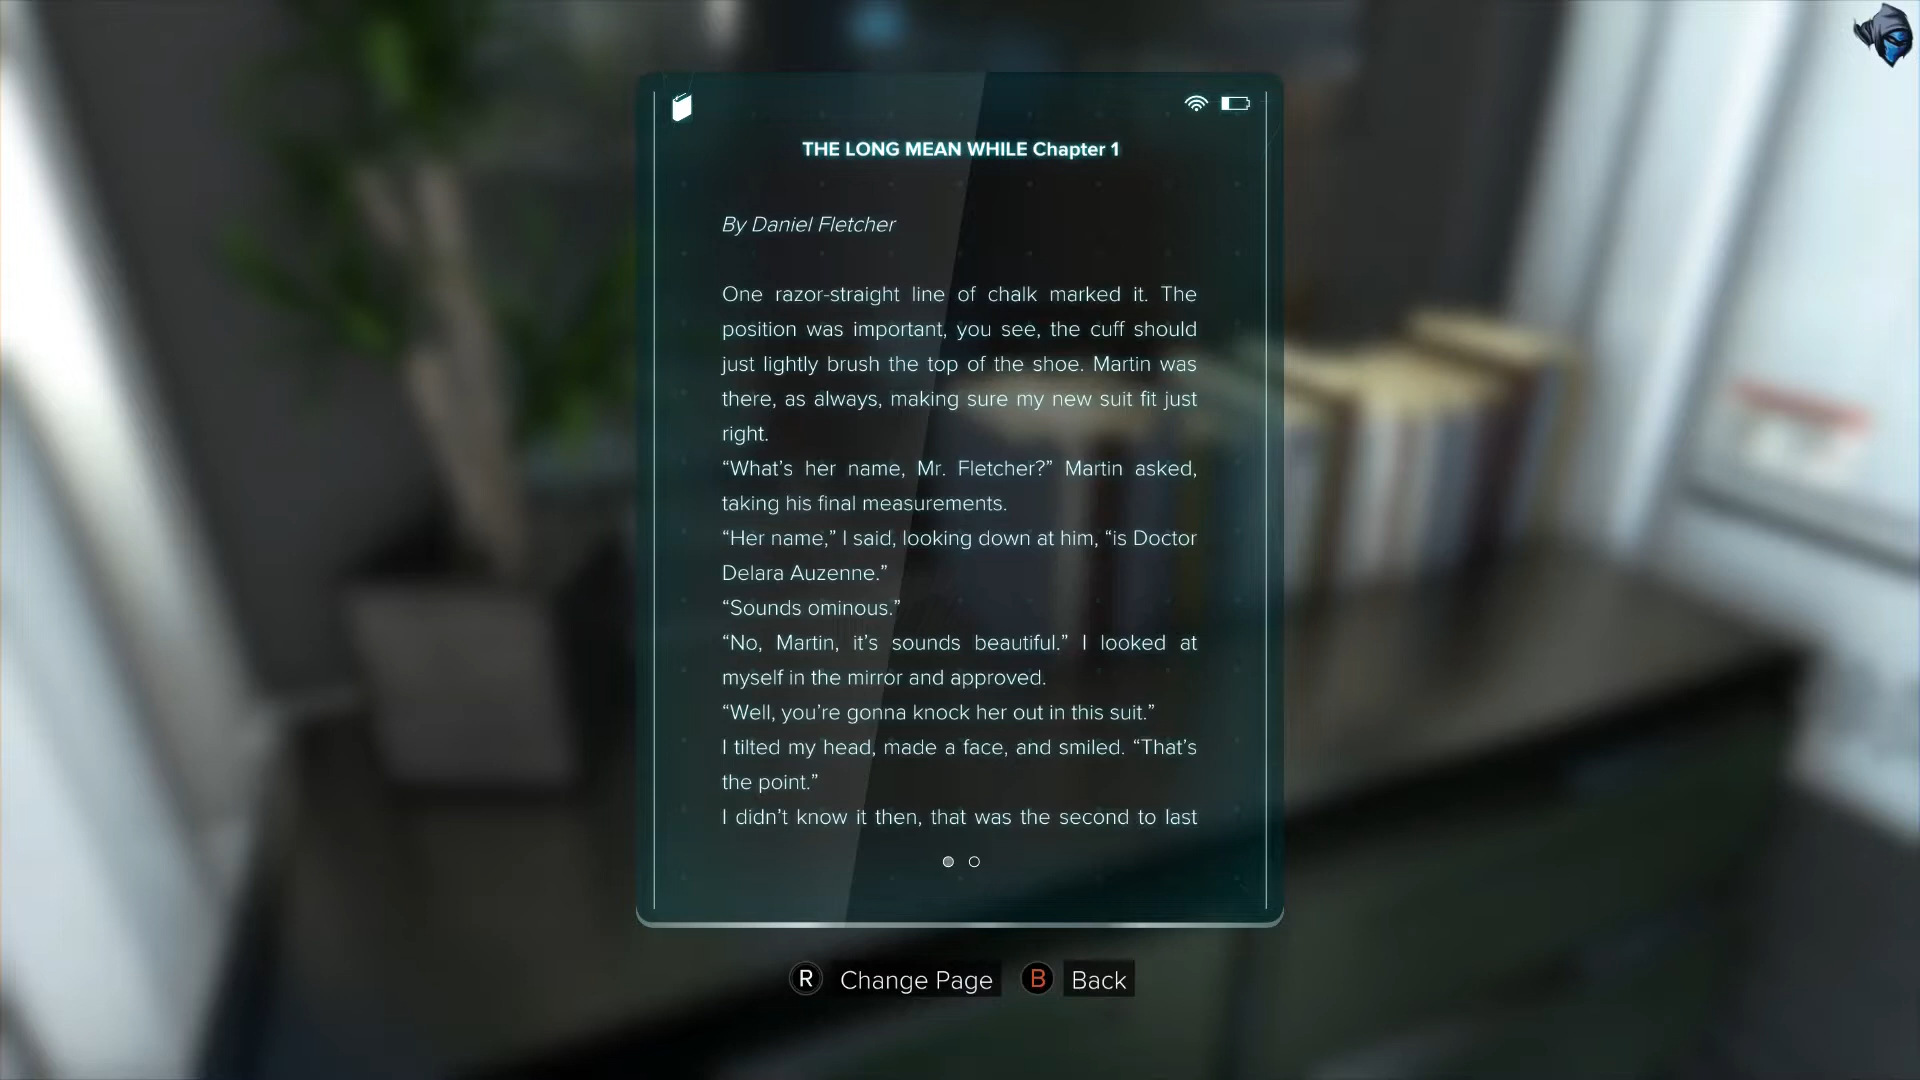 THE LONG MEAN WHILE Chapter 1
By Daniel Fletcher
One razor-straight line of chalk marked it. The
position was important, you see, the cuff should
just lightly brush the top of the shoe. Martin was
there, as always, making sure my new suit fit just
right.
“What’s her name, Mr. Fletcher?” Martin asked,
taking his final measurements.
“Her name,” I said, looking down at him, “is Doctor
Delara Auzenne.”
“Sounds ominous.”
“No, Martin, it’s sounds beautiful.” I looked at
myself in the mirror and approved.
“Well, you’re gonna knock her out in this suit.”
I tilted my head, made a face, and smiled. “That’s
the point.”
I didn’t know it then, that was the second to last
R Change Page B Back